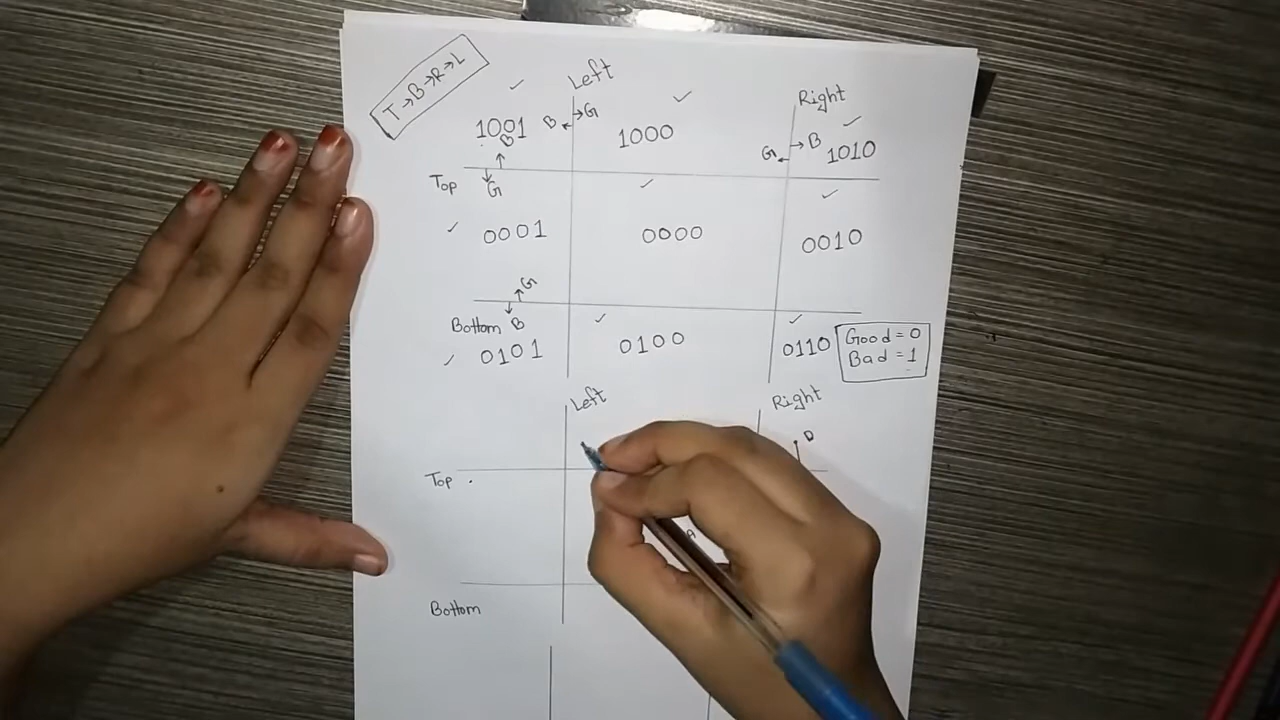 T→B→R→L
Left
Right
1001
B
→G
1000
G
→B
1010
B
Top
G
0001
0000
0010
G
Bottom
B
0101
0100
0110
Good = 0
Bad = 1
Left
Right
D
Top
A
Bottom